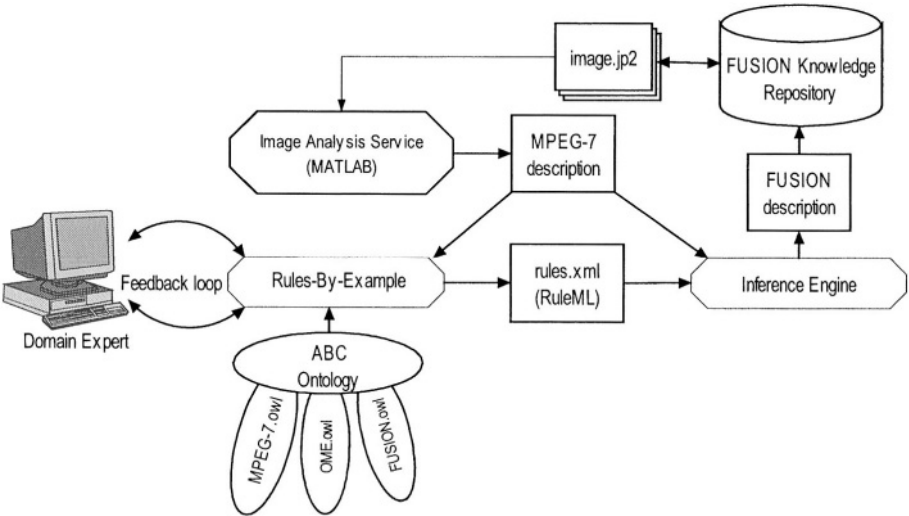 image.jp2
FUSION Knowledge
Repository
Image Analysis Service
(MATLAB)
MPEG-7
description
FUSION
description
Feedback loop
Rules-By-Example
rules.xml
(RuleML)
Inference Engine
Domain Expert
ABC
Ontology
MPEG-7.owl
OME.owl
FUSION.owl